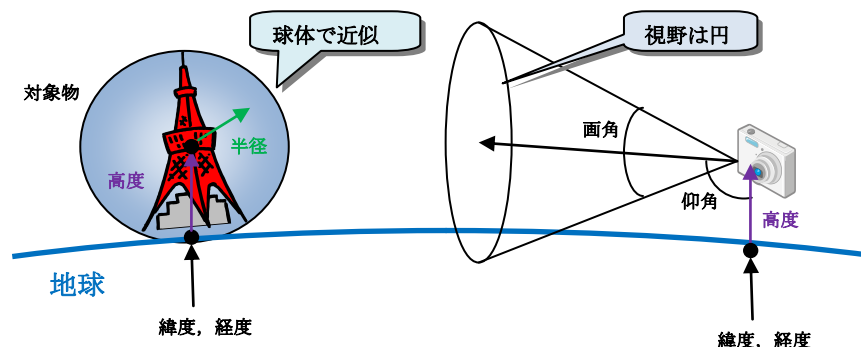 球体で近似
視野は円
対象物
半径
高度
画角
仰角
高度
地球
緯度，経度
緯度，経度